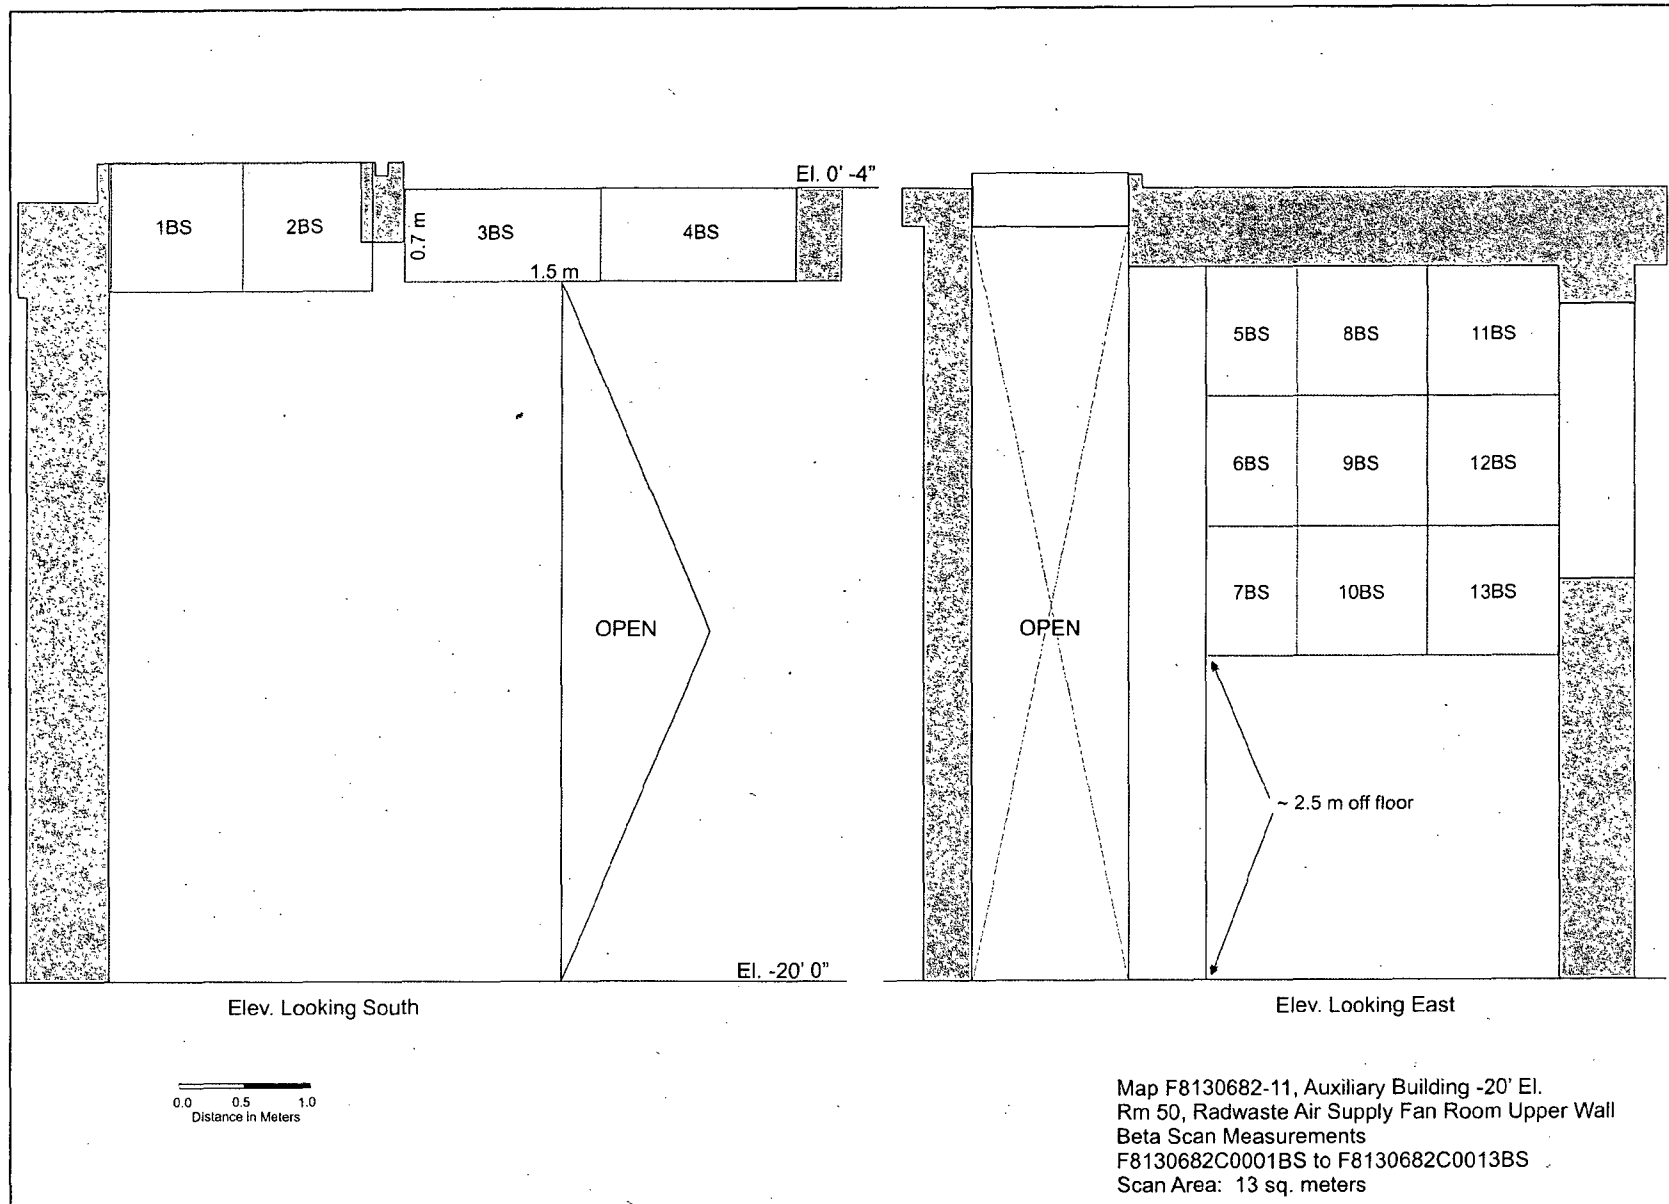 El. 0' -4"
1BS
2BS
0.7 m
3BS
4BS
1.5 m
OPEN
El. -20' 0"
Elev. Looking South
0.0 0.5 1.0
Distance in Meters
5BS 8BS 11BS
6BS 9BS 12BS
7BS 10BS 13BS
OPEN
~ 2.5 m off floor
Elev. Looking East
Map F8130682-11, Auxiliary Building -20' El.
Rm 50, Radwaste Air Supply Fan Room Upper Wall
Beta Scan Measurements
F8130682C0001BS to F8130682C0013BS
Scan Area: 13 sq. meters